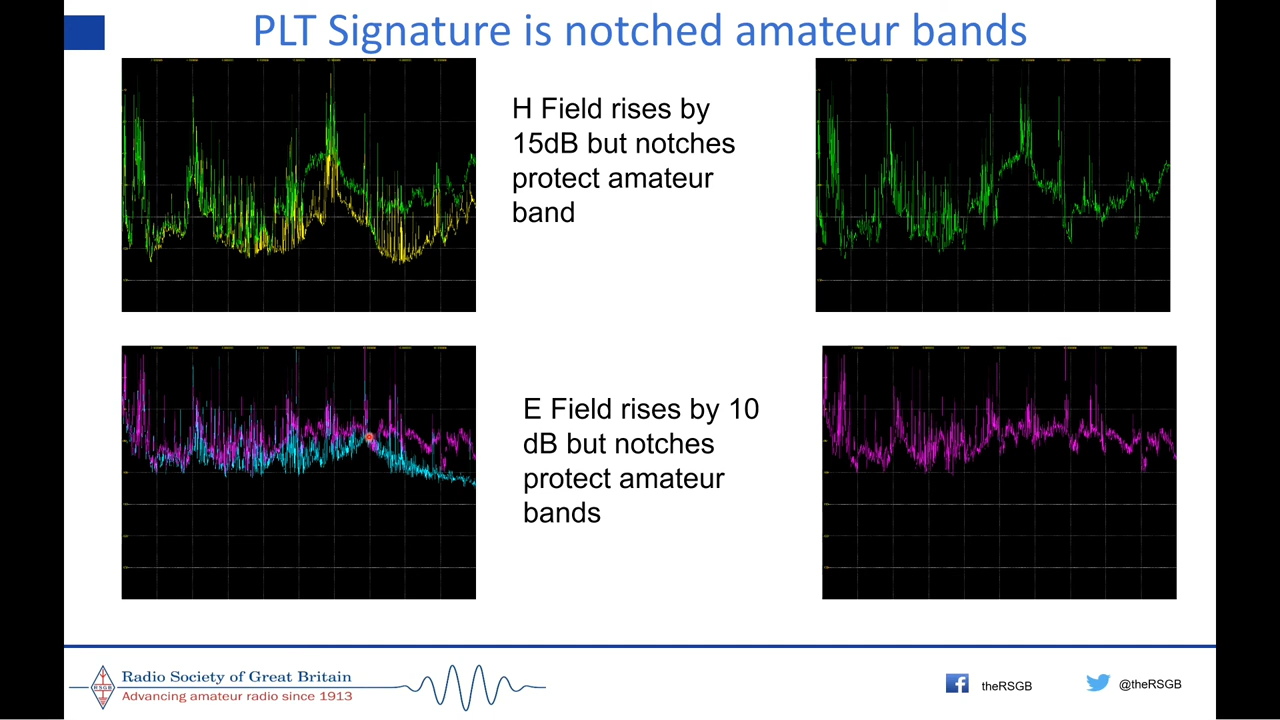 PLT Signature is notched amateur bands
H Field rises by
15dB but notches
protect amateur
band
E Field rises by 10
dB but notches
protect amateur
bands
RSGB
Radio Society of Great Britain
Advancing amateur radio since 1913
theRSGB
@theRSGB